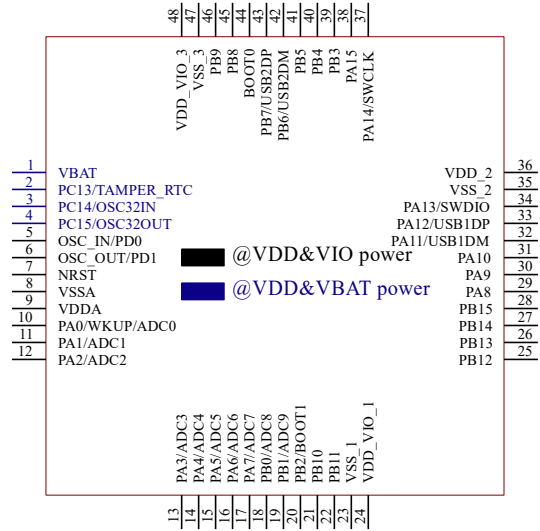 48 VDD_VIO_3
47 VSS_3
46 PB9
45 PB8
44 BOOT0
43 PB7/USB2DP
42 PB6/USB2DM
41 PB5
40 PB4
39 PB3
38 PA15
37 PA14/SWCLK
1 VBAT
2 PC13/TAMPER_RTC
3 PC14/OSC32IN
4 PC15/OSC32OUT
5 OSC_IN/PD0
6 OSC_OUT/PD1
7 NRST
8 VSSA
9 VDDA
10 PA0/WKUP/ADC0
11 PA1/ADC1
12 PA2/ADC2
@VDD&VIO power
@VDD&VBAT power
VDD_2 36
VSS_2 35
PA13/SWDIO 34
PA12/USB1DP 33
PA11/USB1DM 32
PA10 31
PA9 30
PA8 29
PB15 28
PB14 27
PB13 26
PB12 25
13 PA3/ADC3
14 PA4/ADC4
15 PA5/ADC5
16 PA6/ADC6
17 PA7/ADC7
18 PB0/ADC8
19 PB1/ADC9
20 PB2/BOOT1
21 PB10
22 PB11
23 VSS_1
24 VDD_VIO_1